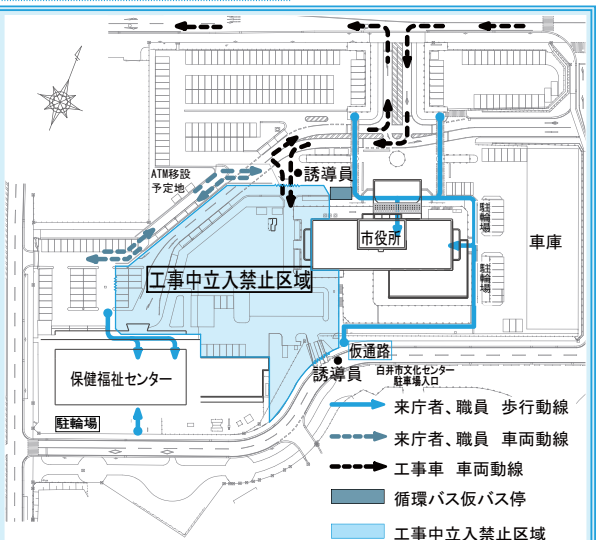 ATM移設
予定地
誘導員
市役所
駐輪場
車庫
駐輪場
工事中立入禁止区域
仮通路
誘導員
白井市文化センター
駐車場入口
保健福祉センター
駐輪場
来庁者、職員 歩行動線
来庁者、職員 車両動線
工事車 車両動線
循環バス仮バス停
工事中立入禁止区域